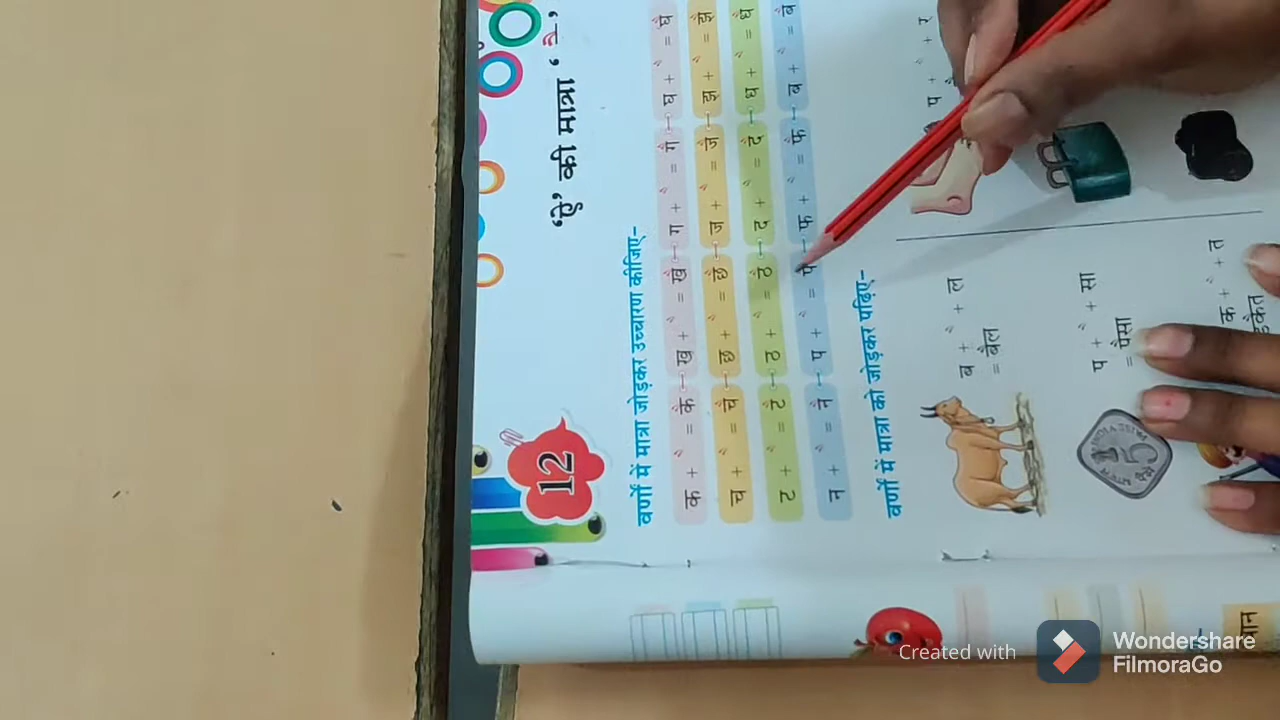 12
'ऐ' की मात्रा, 'ै'
वर्णों में मात्रा जोड़कर उच्चारण कीजिए-
क + ै = कै – ख + ै = खै – ग + ै = गै – घ + ै = घै
च + ै = चै – छ + ै = छै – ज + ै = जै – झ + ै = झै
ट + ै = टै – ठ + ै = ठै – द + ै = दै – ध + ै = धै
न + ै = नै – प + ै = पै – फ + ै = फै – ब + ै = बै
वर्णों में मात्रा को जोड़कर पढ़िए-
ब + ै + ल
= बैल
प + ै + र
प + ै + सा
= पैसा
क + ै + त
Created with
Wondershare
FilmoraGo